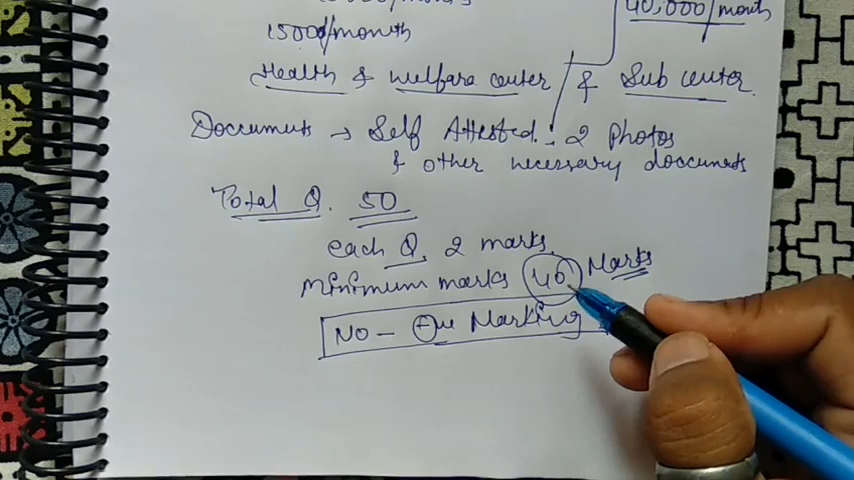 40,000/month
15000/month
Health & welfare center & Sub center.
Documents → Self Attested. 2 Photos
& other necessary documents
Total Q. 50
each Q. 2 marks
minimum marks 40 Marks
NO - ⊖ve Marking